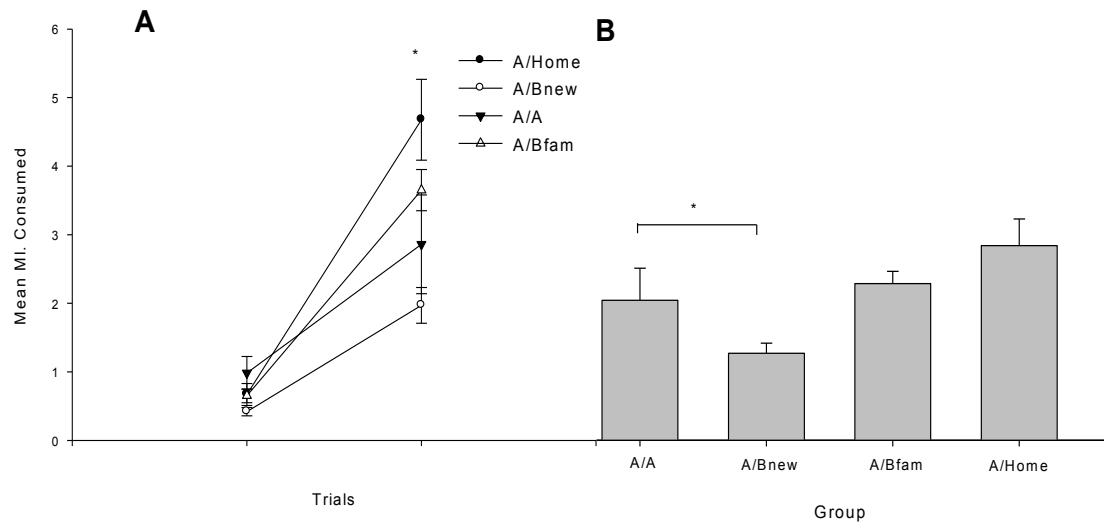 A
B
6
5
4
3
2
1
0
Mean Ml. Consumed
*
A/Home
A/Bnew
A/A
A/Bfam
Trials
*
A/A
A/Bnew
A/Bfam
A/Home
Group